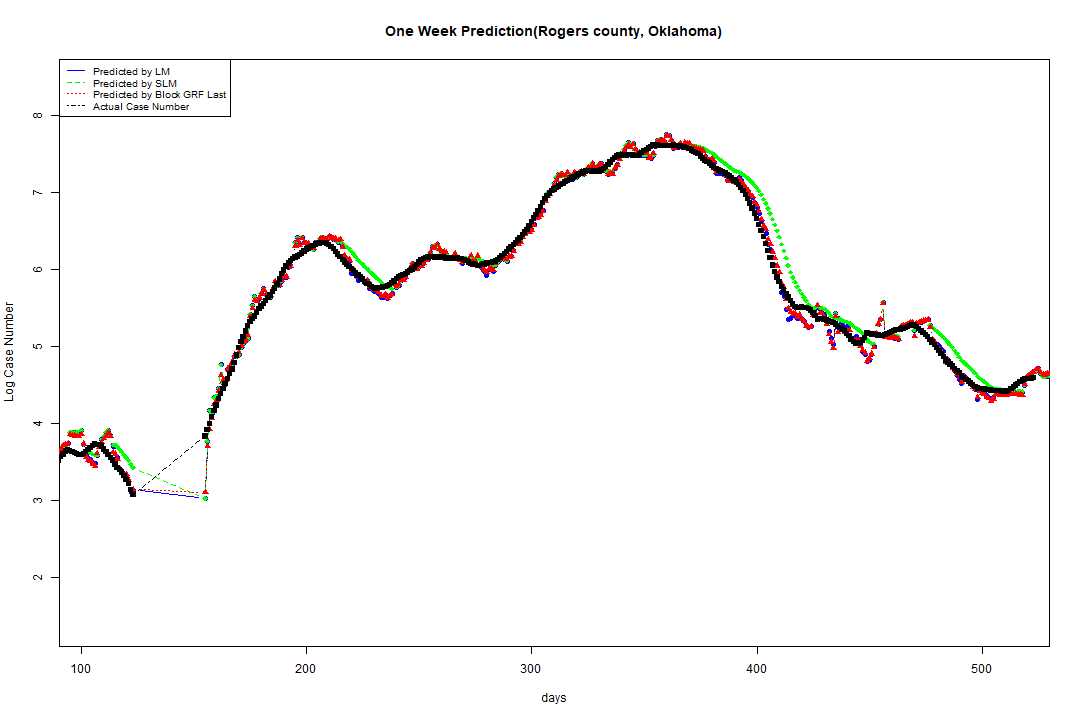 One Week Prediction(Rogers county, Oklahoma)
Predicted by LM
Predicted by SLM
Predicted by Block GRF Last
Actual Case Number
8
7
6
5
4
3
2
Log Case Number
100 200 300 400 500
days